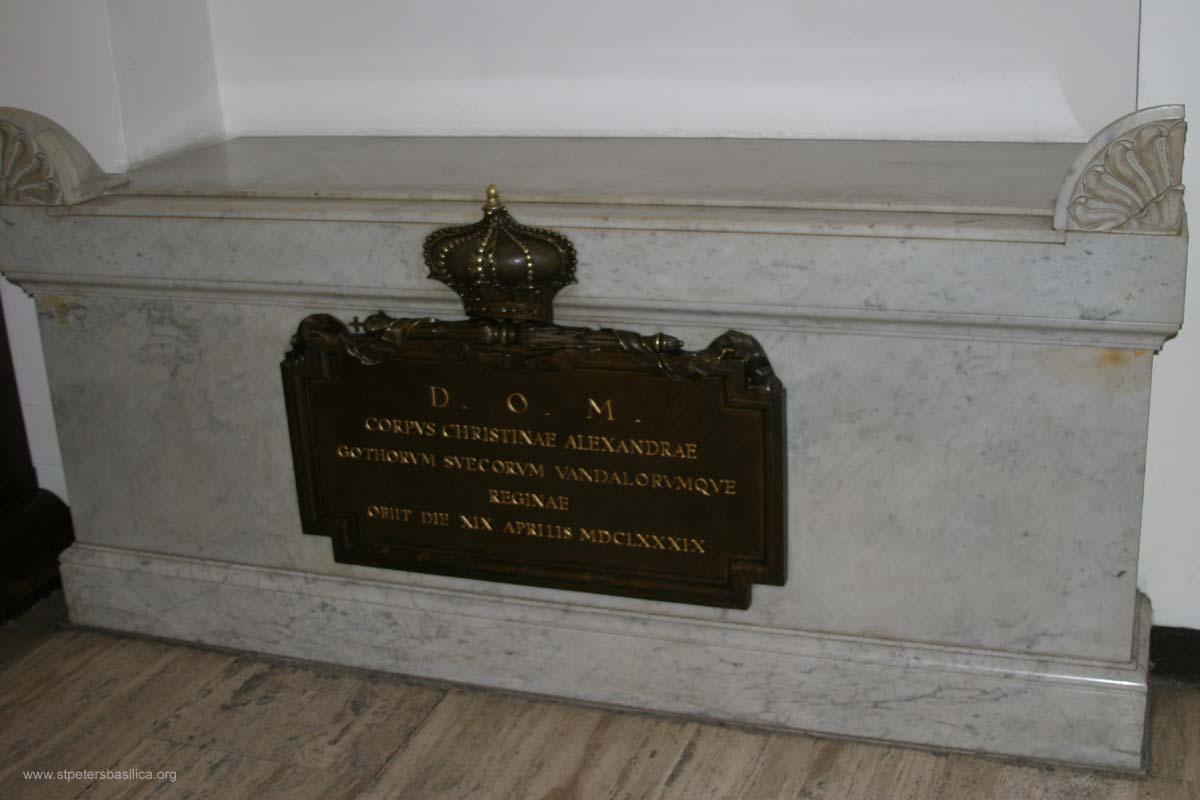 D. O. M.
CORPVS CHRISTINAE ALEXANDRAE
GOTHORVM SVECORVM VANDALORVMQVE
REGINAE
OBIIT DIE XIX APRILIS MDCLXXXIX
www.stpetersbasilica.org